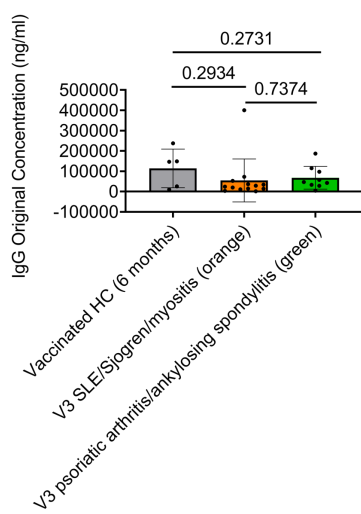 0.2731
0.2934
0.7374
IgG Original Concentration (ng/ml)
500000
400000
300000
200000
100000
0
-100000
Vaccinated HC (6 months)
V3 SLE/Sjogren/myositis (orange)
V3 psoriatic arthritis/ankylosing spondylitis (green)